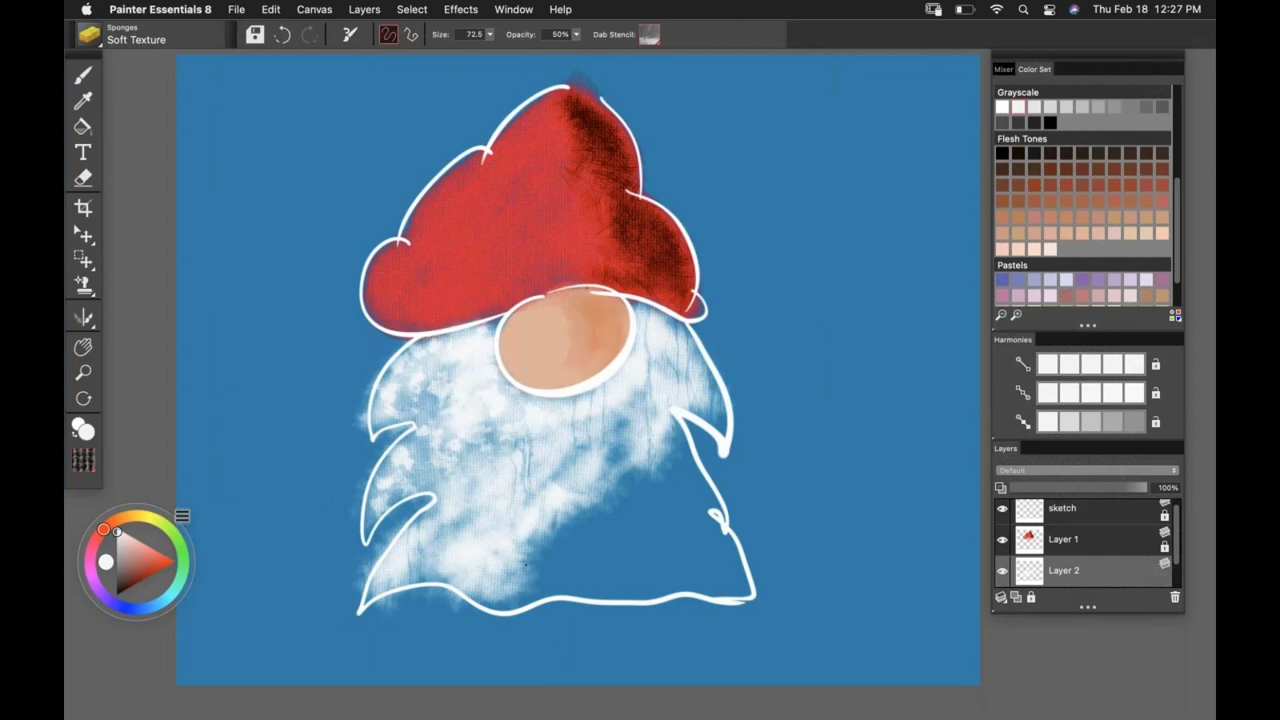 Painter Essentials 8 File Edit Canvas Layers Select Effects Window Help Thu Feb 18 12:27 PM
Sponges
Soft Texture
Size: 72.5 Opacity: 50% Dab Stencil:
Mixer Color Set
Grayscale
Flesh Tones
Pastels
Harmonies
Layers
Default
100%
sketch
Layer 1
Layer 2